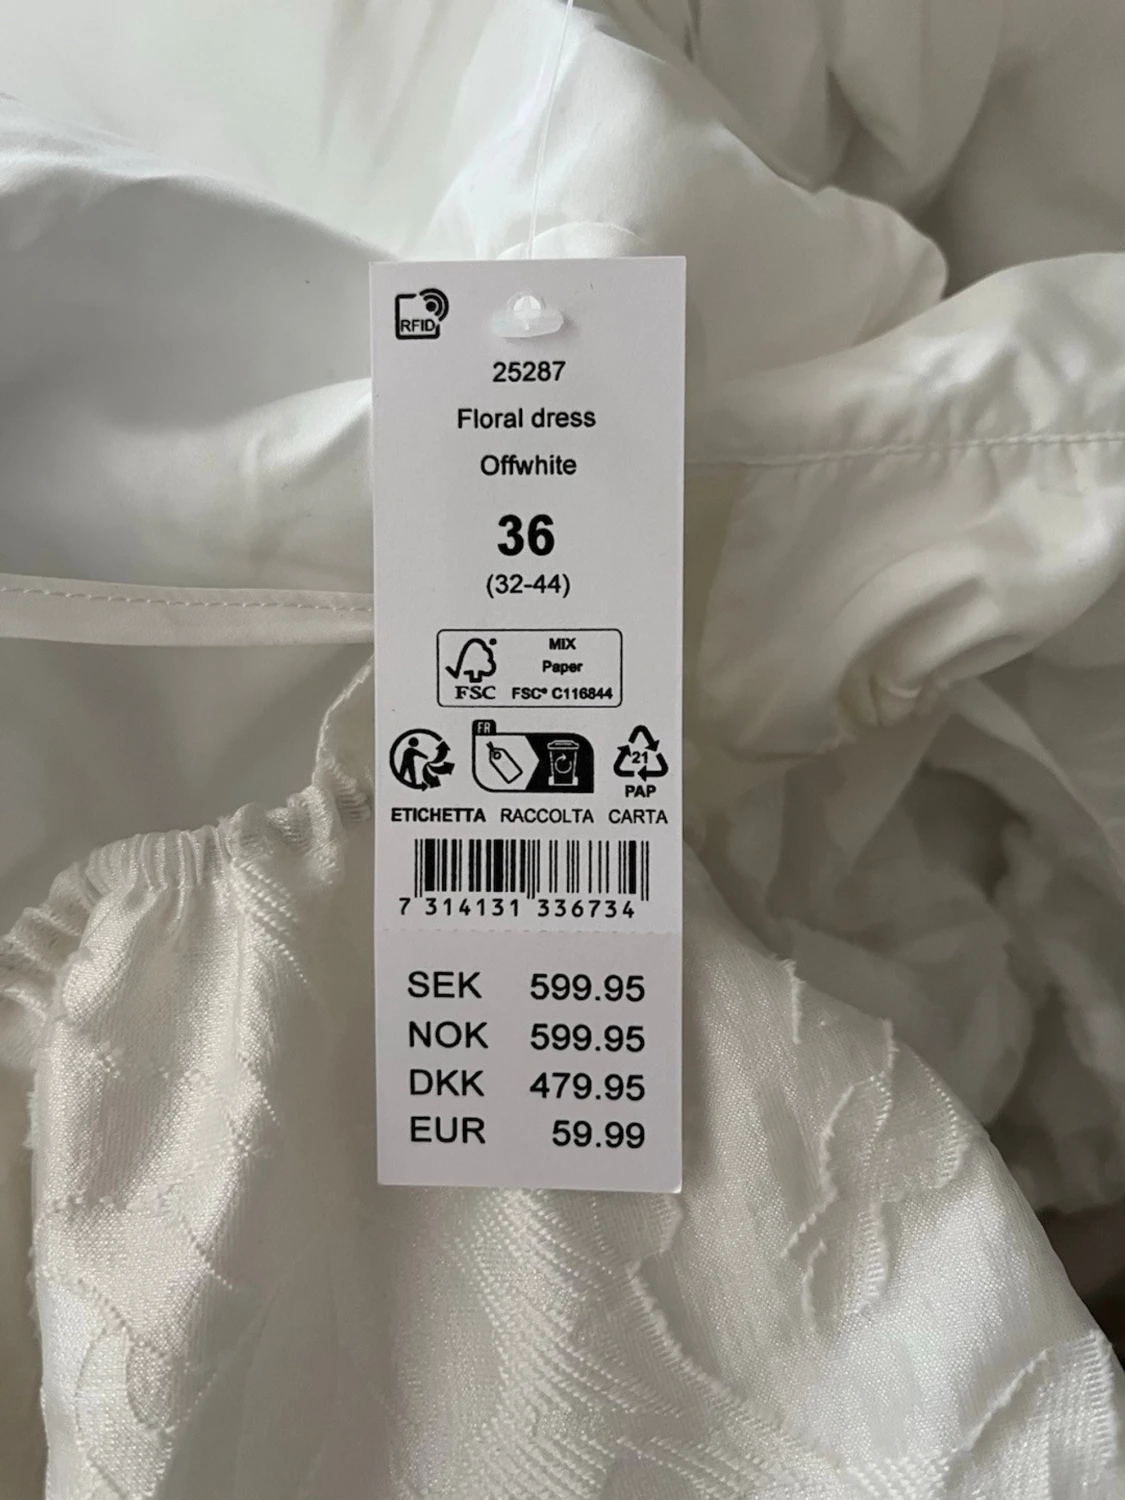 RFID
25287
Floral dress
Offwhite
36
(32-44)
MIX
Paper
FSC FSC® C116844
FR
21
PAP
ETICHETTA RACCOLTA CARTA
7 314131 336734
SEK 599.95
NOK 599.95
DKK 479.95
EUR 59.99